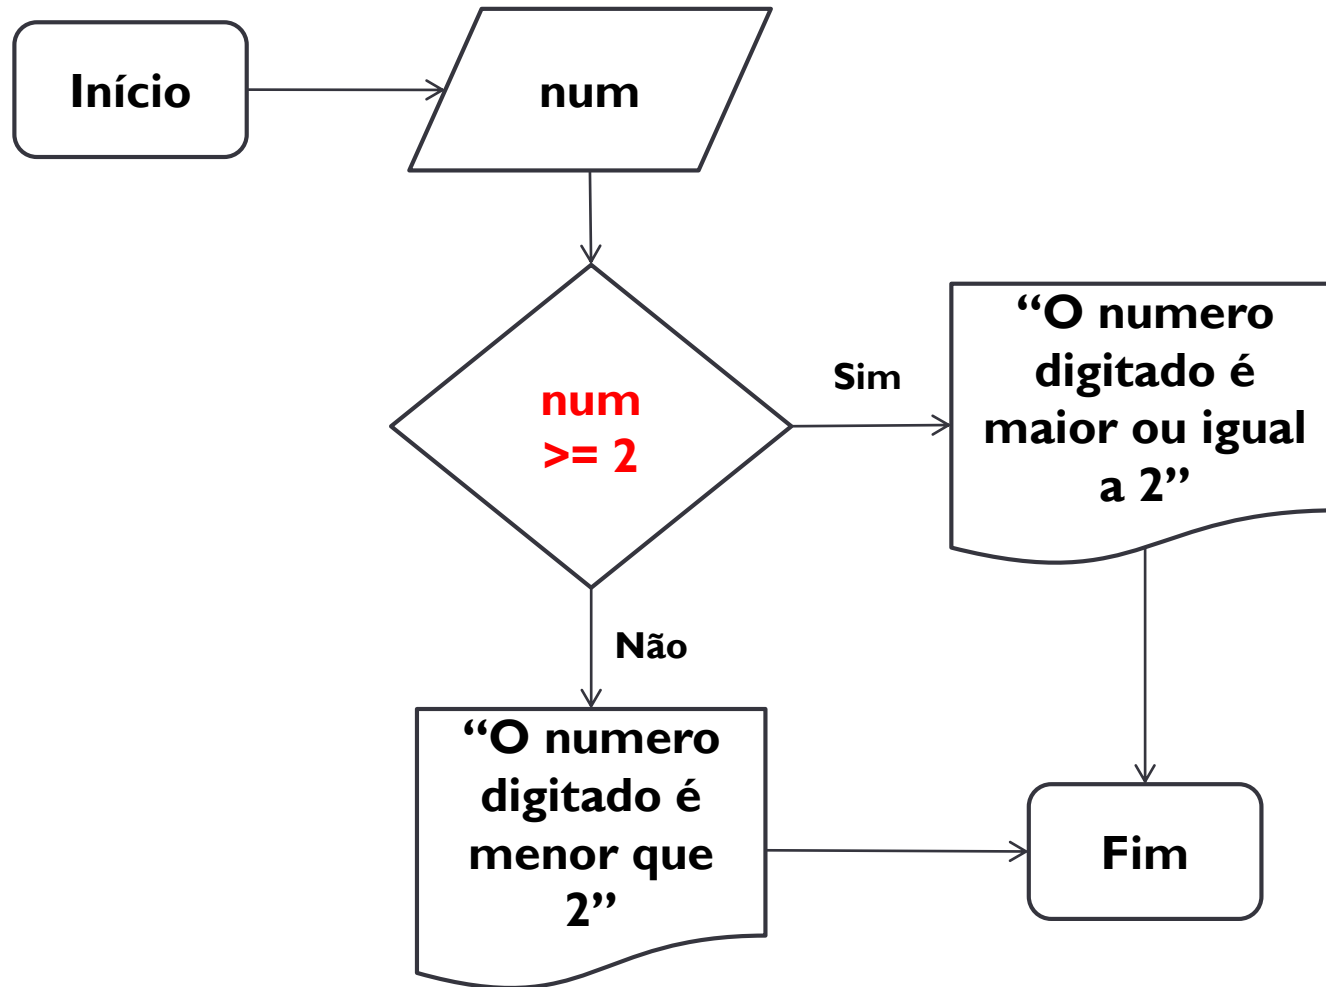 Início
num
num
>= 2
Sim
“O numero
digitado é
maior ou igual
a 2”
Não
“O numero
digitado é
menor que
2”
Fim